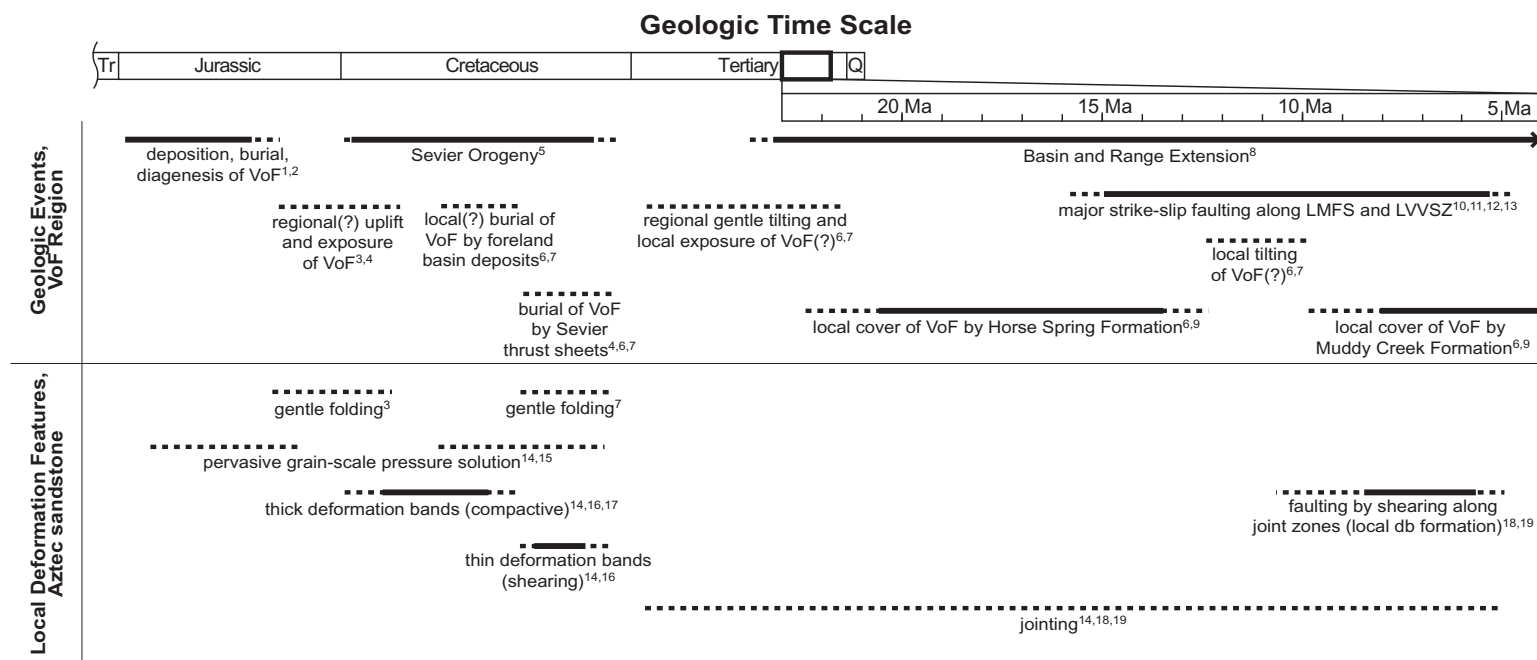 Geologic Time Scale
Tr
Jurassic
Cretaceous
Tertiary
Q
20 Ma
15 Ma
10 Ma
5 Ma
Geologic Events,
VoF Reigion
deposition, burial,
diagenesis of VoF1,2
Sevier Orogeny5
Basin and Range Extension8
regional(?) uplift
and exposure
of VoF3,4
local(?) burial of
VoF by foreland
basin deposits6,7
regional gentle tilting and
local exposure of VoF(?)6,7
major strike-slip faulting along LMFS and LVVSZ10,11,12,13
local tilting
of VoF(?)6,7
burial of VoF
by Sevier
thrust sheets4,6,7
local cover of VoF by Horse Spring Formation6,9
local cover of VoF by
Muddy Creek Formation6,9
Local Deformation Features,
Aztec sandstone
gentle folding3
gentle folding7
pervasive grain-scale pressure solution14,15
thick deformation bands (compactive)14,16,17
faulting by shearing along
joint zones (local db formation)18,19
thin deformation bands
(shearing)14,16
jointing14,18,19